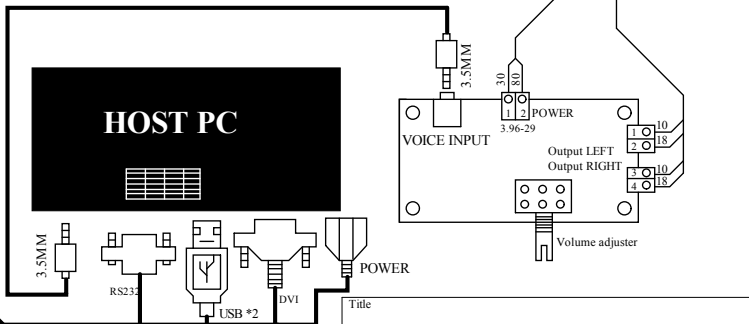 3.5MM
30
80
HOST PC
1 2
POWER
3.96-29
VOICE INPUT
1
10
2
18
Output LEFT
Output RIGHT
3
10
4
18
Volume adjuster
3.5MM
RS232
USB *2
DVI
POWER
Title